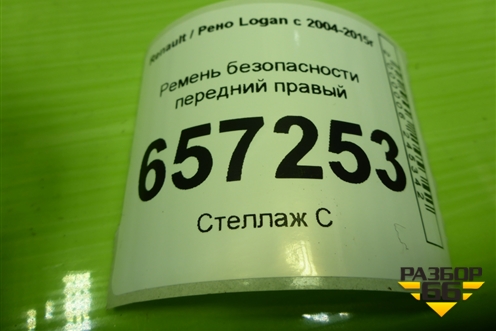 Renault / Рено Logan с 2004-2015г
Ремень безопасности
передний правый
657253
Стеллаж С
РАЗБОР
66